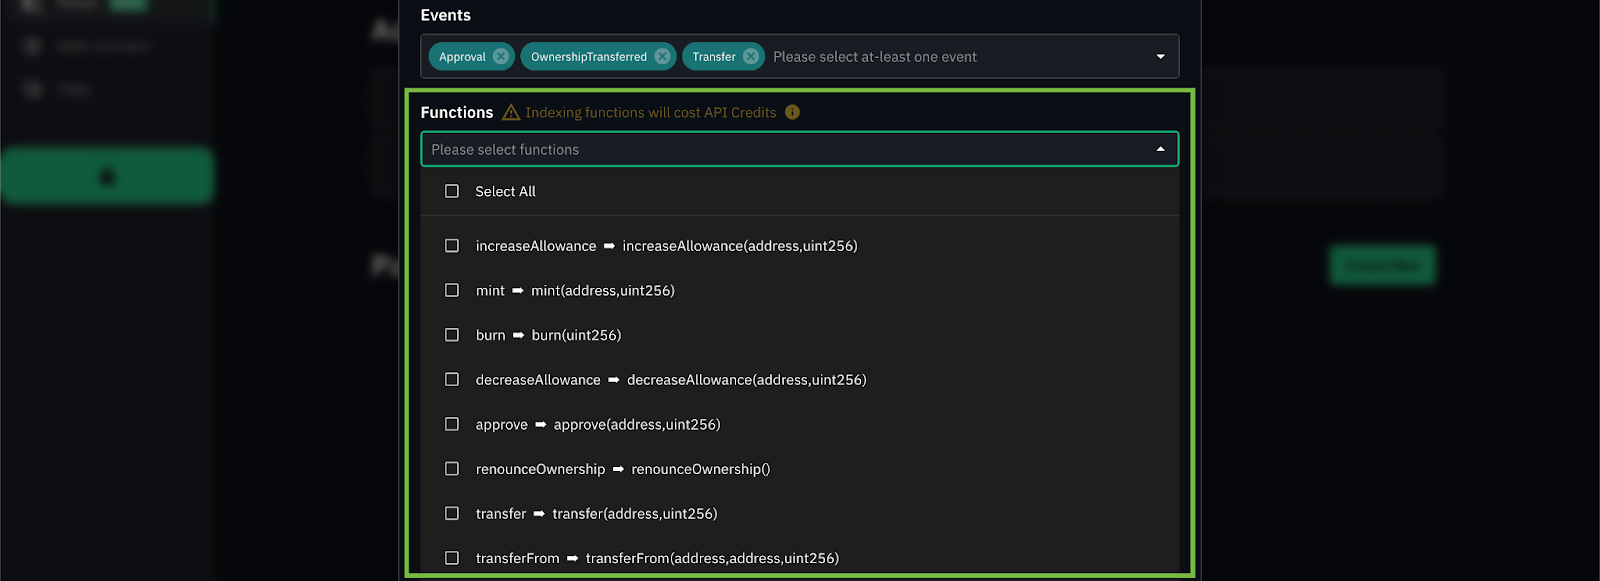 Events
Approval OwnershipTransferred Transfer Please select at-least one event
Functions Indexing functions will cost API Credits
Please select functions
Select All
increaseAllowance ➡ increaseAllowance(address,uint256)
mint ➡ mint(address,uint256)
burn ➡ burn(uint256)
decreaseAllowance ➡ decreaseAllowance(address,uint256)
approve ➡ approve(address,uint256)
renounceOwnership ➡ renounceOwnership()
transfer ➡ transfer(address,uint256)
transferFrom ➡ transferFrom(address,address,uint256)